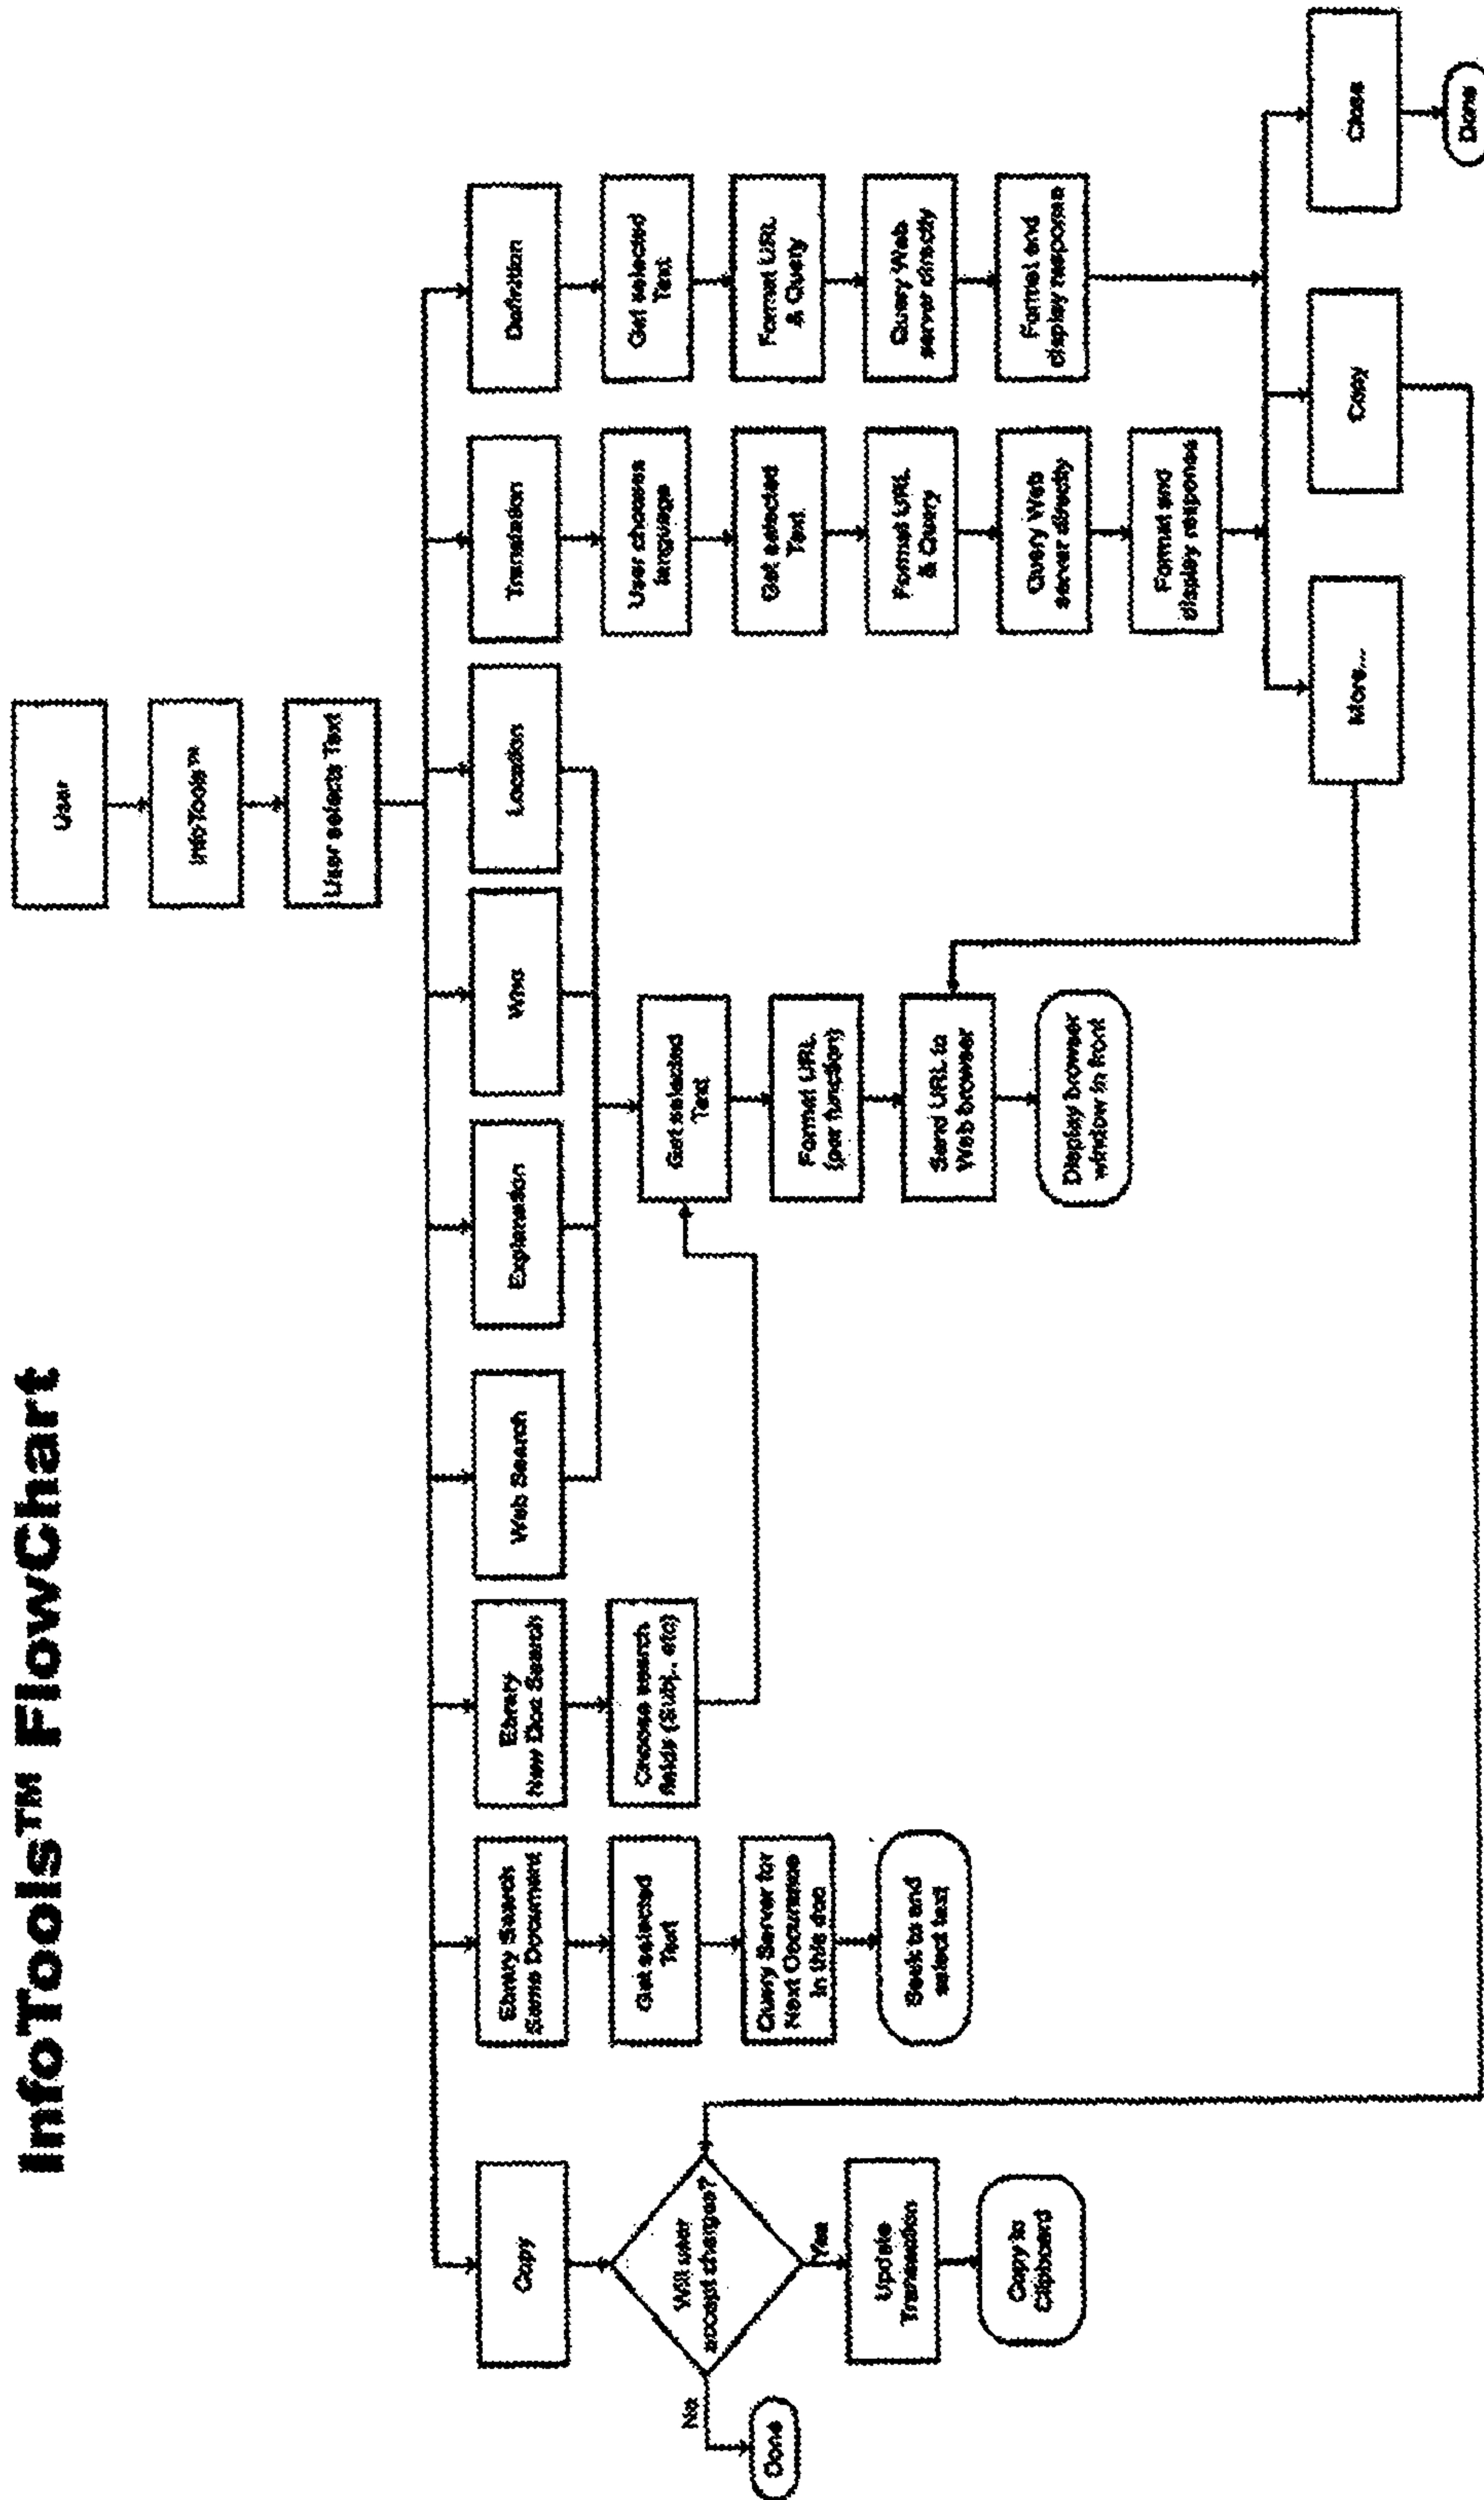 InfoTools™ FlowChart
User
InfoTools™
User selects Text
Copy
Ebrary Search
Same Document
Ebrary
New Doc Search
Web Search
Explanation
Who
Location
Translation
Definition
Will user
accept charges?
No
Done
Yes
Update
Transaction
Copy to
Clipboard
Get selected
Text
Query Server for
Next Occurance
in this doc
Seek to and
select text
Choose search
fields (Subj., etc)
Get selected
Text
Format URL
(per function)
Send URL to
Web browser
Display browser
window in front
User chooses
language
Get selected
Text
Format URL
& Query
Query Web
server directly
Format and
display response
Get selected
Text
Format URL
& Query
Query Web
server directly
Format and
display response
More...
Copy
Close
Done